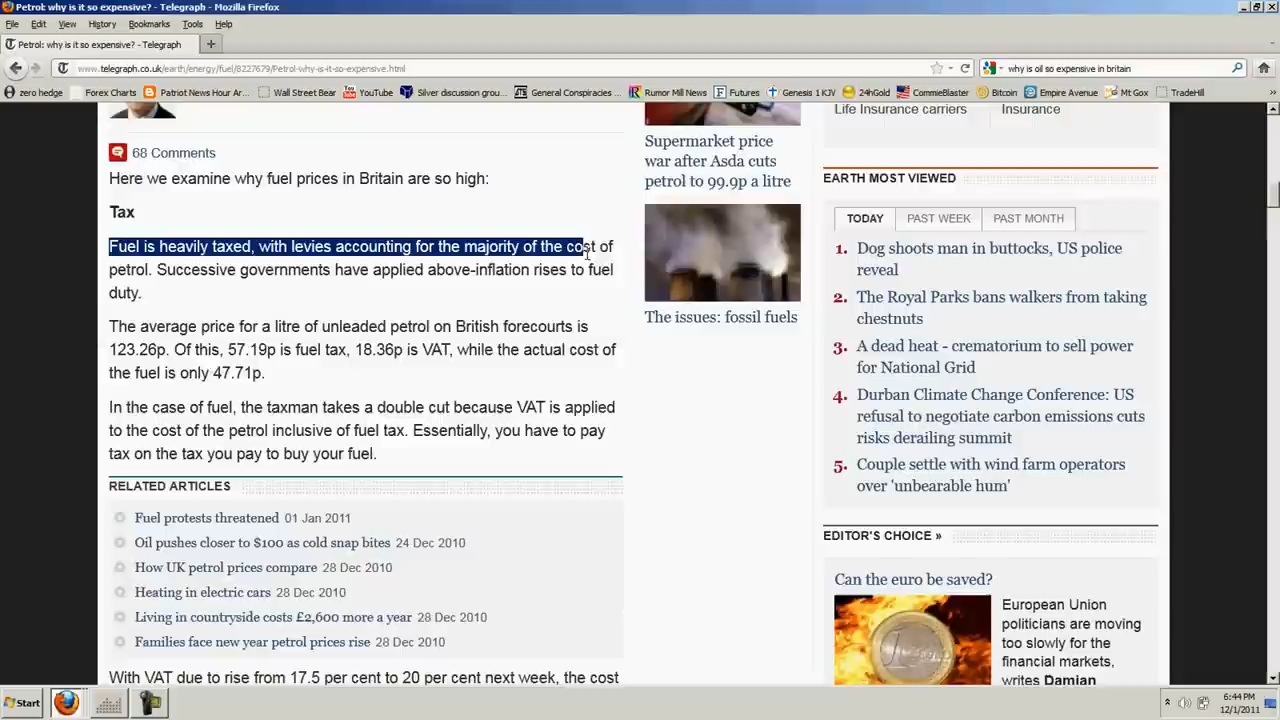 Petrol: why is it so expensive? - Telegraph - Mozilla Firefox
File Edit View History Bookmarks Tools Help
Petrol: why is it so expensive? - Telegraph
www.telegraph.co.uk/earth/energy/fuel/8227679/Petrol-why-is-it-so-expensive.html
why is oil so expensive in britain
zero hedge Forex Charts Patriot News Hour Ar... Wall Street Bear YouTube Silver discussion grou... General Conspiracies ... Rumor Mill News Futures Genesis 1 KJV 24hGold CommieBlaster Bitcoin Empire Avenue Mt Gox TradeHill
68 Comments
Here we examine why fuel prices in Britain are so high:
Tax
Fuel is heavily taxed, with levies accounting for the majority of the cost of
petrol. Successive governments have applied above-inflation rises to fuel
duty.
The average price for a litre of unleaded petrol on British forecourts is
123.26p. Of this, 57.19p is fuel tax, 18.36p is VAT, while the actual cost of
the fuel is only 47.71p.
In the case of fuel, the taxman takes a double cut because VAT is applied
to the cost of the petrol inclusive of fuel tax. Essentially, you have to pay
tax on the tax you pay to buy your fuel.
RELATED ARTICLES
Fuel protests threatened 01 Jan 2011
Oil pushes closer to $100 as cold snap bites 24 Dec 2010
How UK petrol prices compare 28 Dec 2010
Heating in electric cars 28 Dec 2010
Living in countryside costs £2,600 more a year 28 Dec 2010
Families face new year petrol prices rise 28 Dec 2010
With VAT due to rise from 17.5 per cent to 20 per cent next week, the cost
Supermarket price
war after Asda cuts
petrol to 99.9p a litre
The issues: fossil fuels
Life Insurance carriers
Insurance
EARTH MOST VIEWED
TODAY PAST WEEK PAST MONTH
1. Dog shoots man in buttocks, US police
reveal
2. The Royal Parks bans walkers from taking
chestnuts
3. A dead heat - crematorium to sell power
for National Grid
4. Durban Climate Change Conference: US
refusal to negotiate carbon emissions cuts
risks derailing summit
5. Couple settle with wind farm operators
over 'unbearable hum'
EDITOR'S CHOICE »
Can the euro be saved?
European Union
politicians are moving
too slowly for the
financial markets,
writes Damian
Start
6:44 PM
12/1/2011